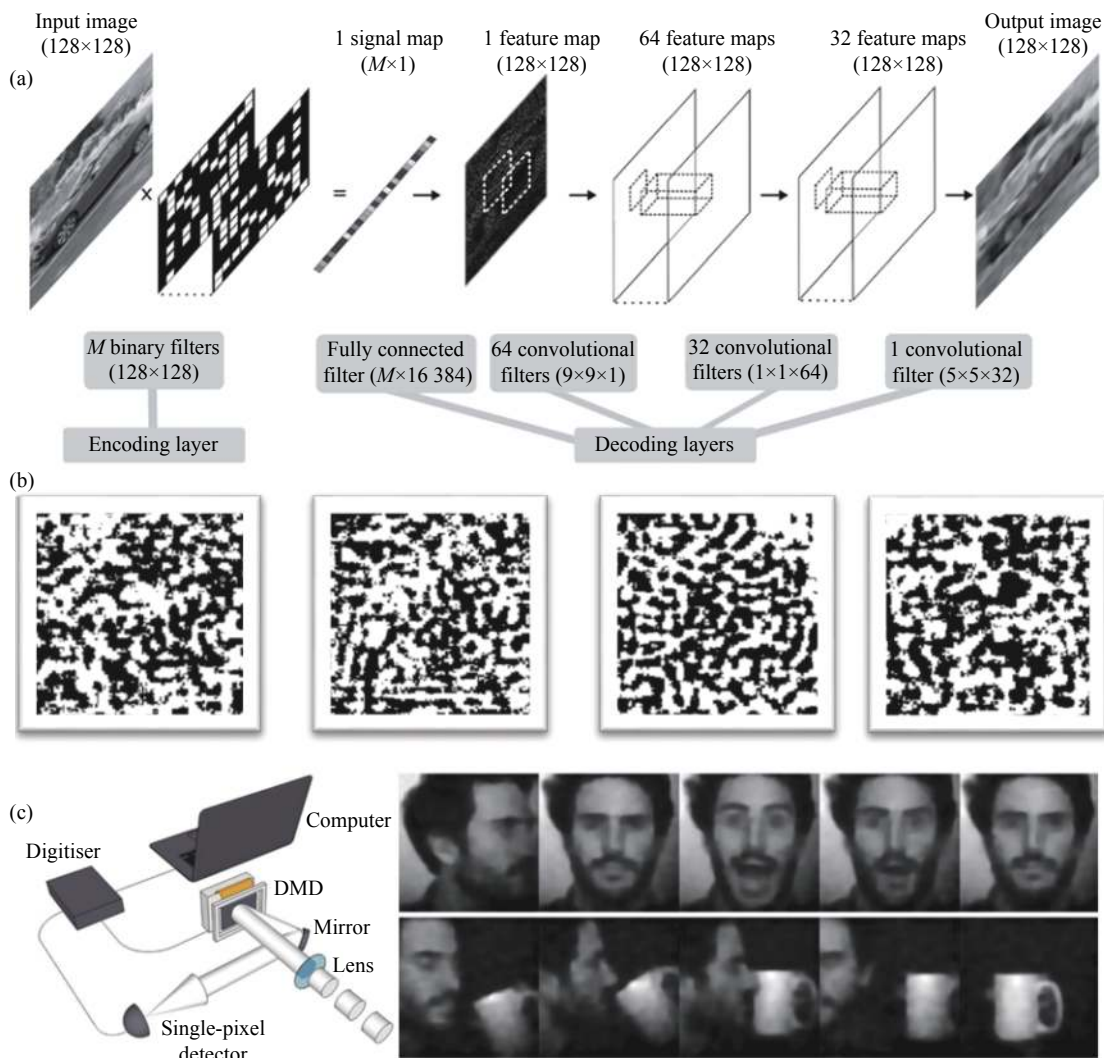 Input image
(128×128)
1 signal map
(M×1)
1 feature map
(128×128)
64 feature maps
(128×128)
32 feature maps
(128×128)
Output image
(128×128)
(a)
×
=
M binary filters
(128×128)
Fully connected
filter (M×16 384)
64 convolutional
filters (9×9×1)
32 convolutional
filters (1×1×64)
1 convolutional
filter (5×5×32)
Encoding layer
Decoding layers
(b)
(c)
Computer
Digitiser
DMD
Mirror
Lens
Single-pixel
detector